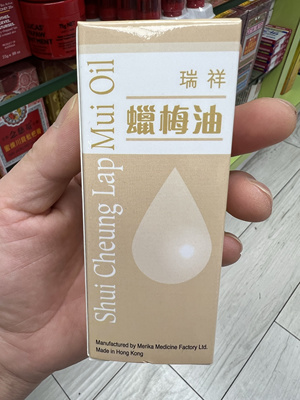 瑞祥
蠟梅油
Shui Cheung Lap Mui Oil
Manufactured by Merika Medicine Factory Ltd.
Made in Hong Kong